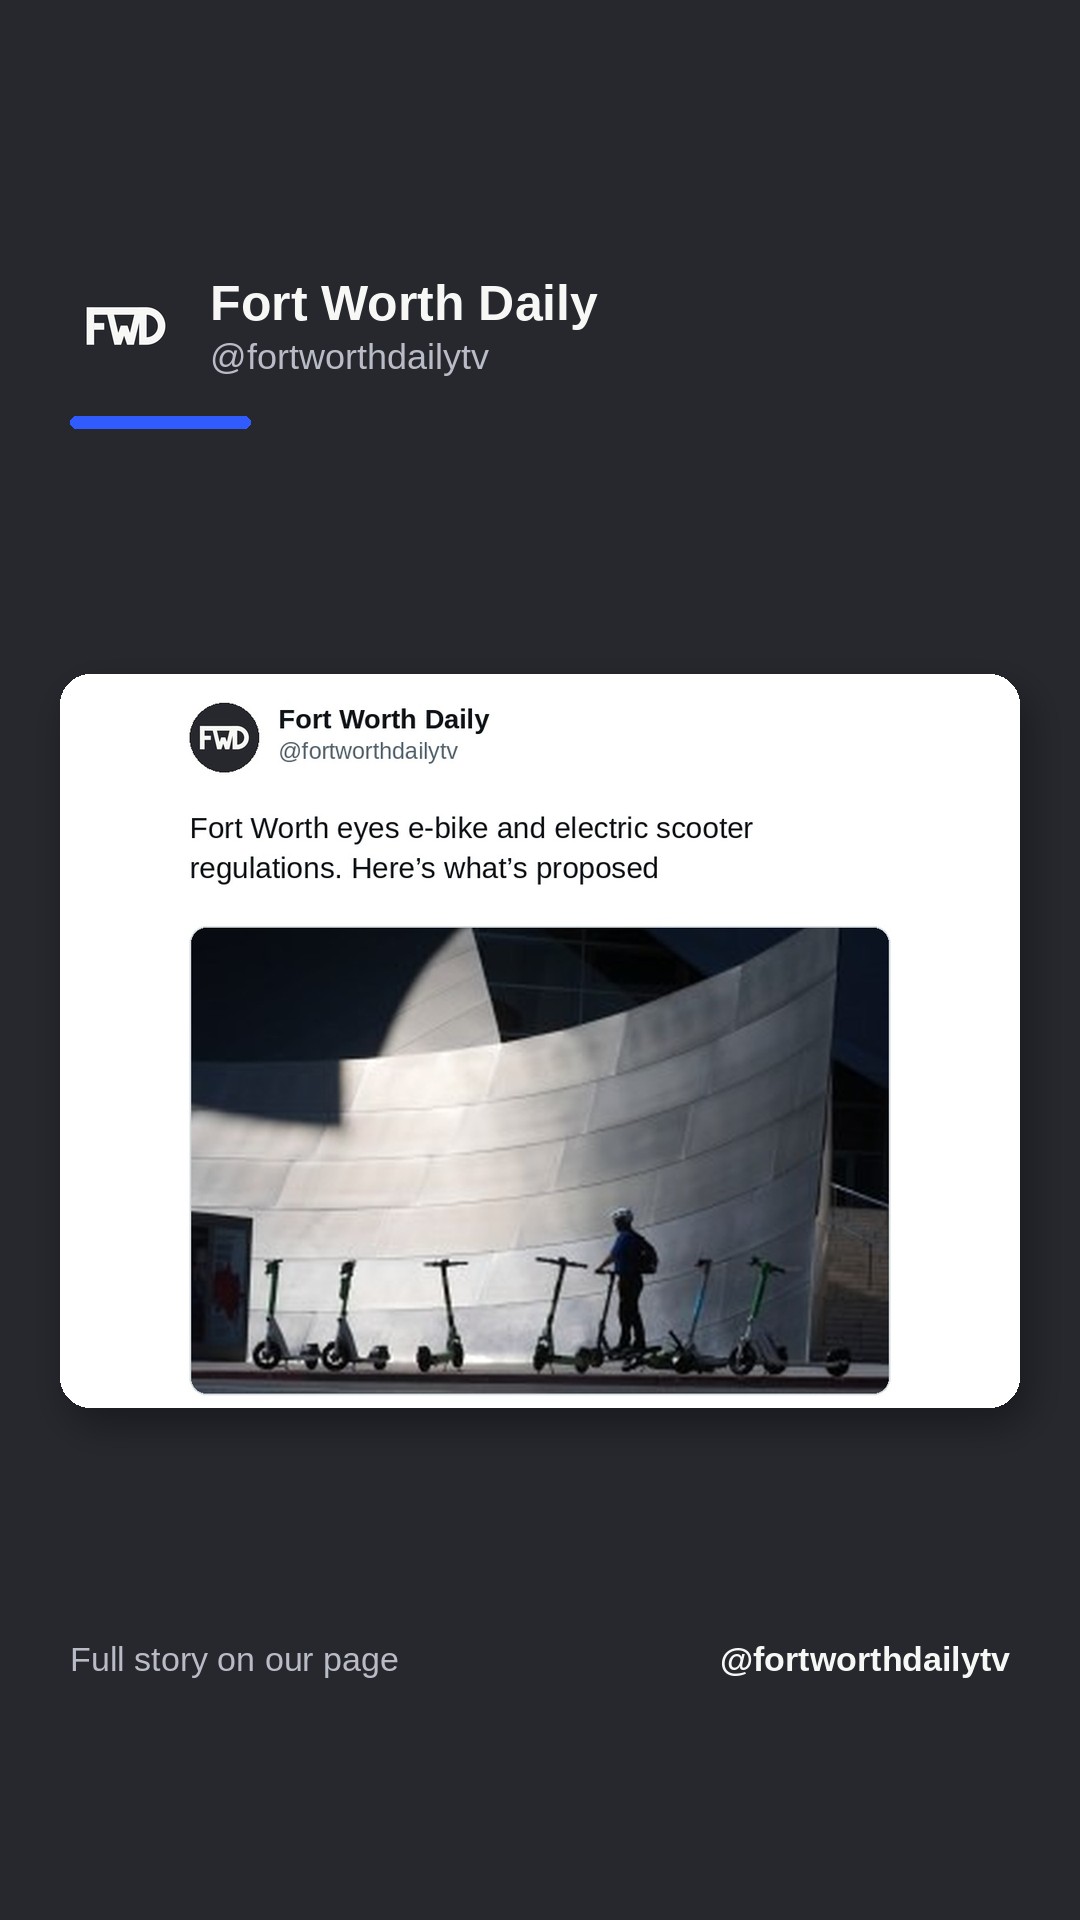 FWD
Fort Worth Daily
@fortworthdailytv
FWD
Fort Worth Daily
@fortworthdailytv
Fort Worth eyes e-bike and electric scooter
regulations. Here’s what’s proposed
Full story on our page
@fortworthdailytv